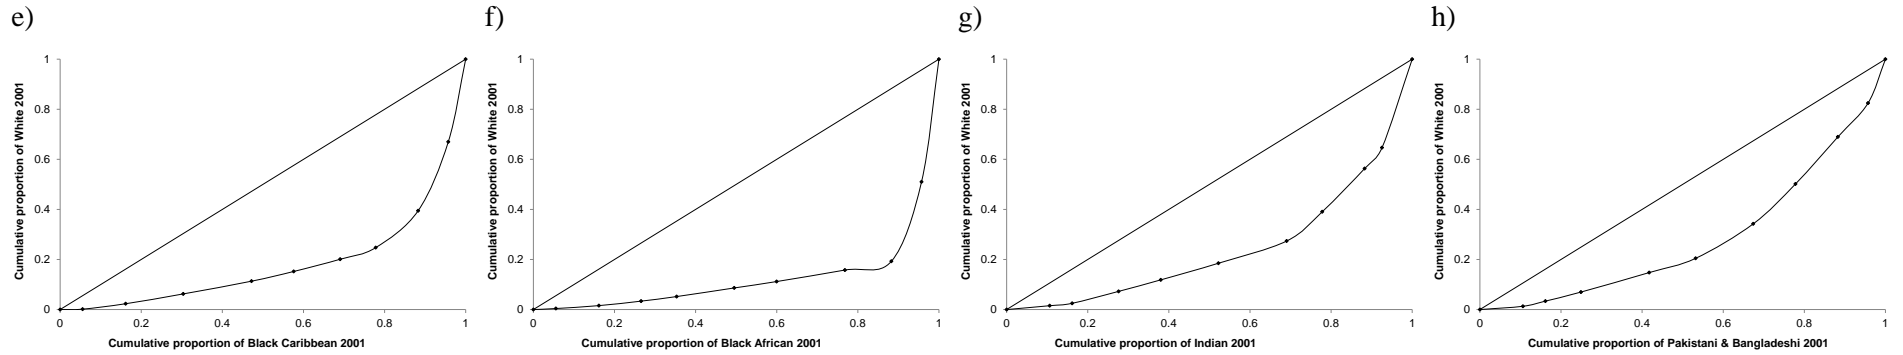 e)
f)
g)
h)
Cumulative proportion of White 2001
1
0.8
0.6
0.4
0.2
0
0 0.2 0.4 0.6 0.8 1
Cumulative proportion of Black Caribbean 2001
Cumulative proportion of White 2001
1
0.8
0.6
0.4
0.2
0
0 0.2 0.4 0.6 0.8 1
Cumulative proportion of Black African 2001
Cumulative proportion of White 2001
1
0.8
0.6
0.4
0.2
0
0 0.2 0.4 0.6 0.8 1
Cumulative proportion of Indian 2001
Cumulative proportion of White 2001
1
0.8
0.6
0.4
0.2
0
0 0.2 0.4 0.6 0.8 1
Cumulative proportion of Pakistani & Bangladeshi 2001